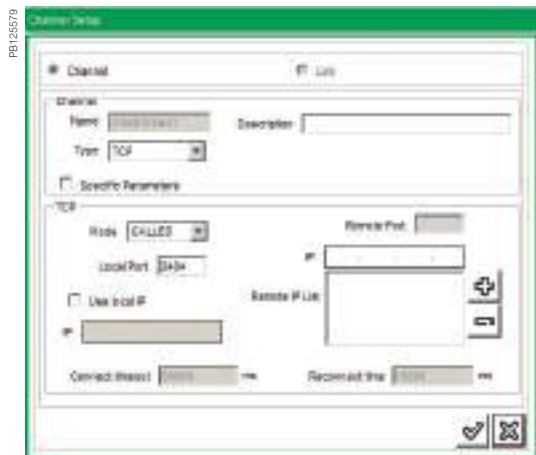 PB125579
Channel Setup
Channel
Link
Channel
Name
Description
Type TCP
Specific Parameters
TCP
Mode CALLED
Remote Port
Local Port
IP
Use local IP
Remote IP List
IP
Connect timeout
ms
Reconnect time
ms